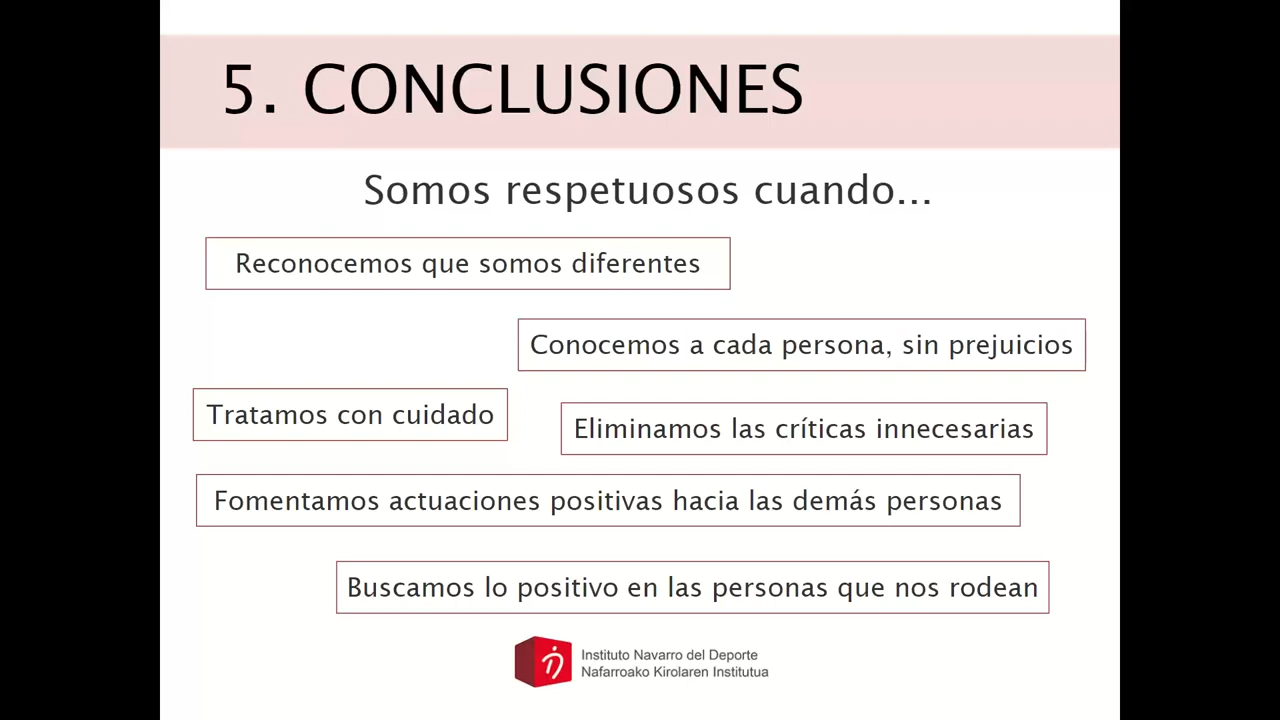 5. CONCLUSIONES
Somos respetuosos cuando...
Reconocemos que somos diferentes
Conocemos a cada persona, sin prejuicios
Tratamos con cuidado
Eliminamos las críticas innecesarias
Fomentamos actuaciones positivas hacia las demás personas
Buscamos lo positivo en las personas que nos rodean
Instituto Navarro del Deporte
Nafarroako Kirolaren Institutua